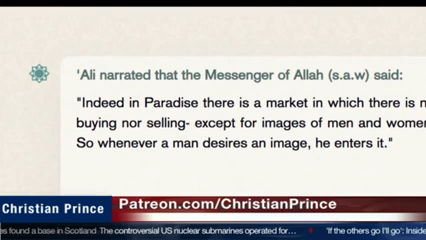 'Ali narrated that the Messenger of Allah (s.a.w) said:
"Indeed in Paradise there is a market in which there is
buying nor selling- except for images of men and
So whenever a man desires an image, he enters it."
Christian Prince
Patreon.com/ChristianPrince
found a base in Scotland The controversial US nuclear submarines operated for... 'If the others go I'll go': Inside